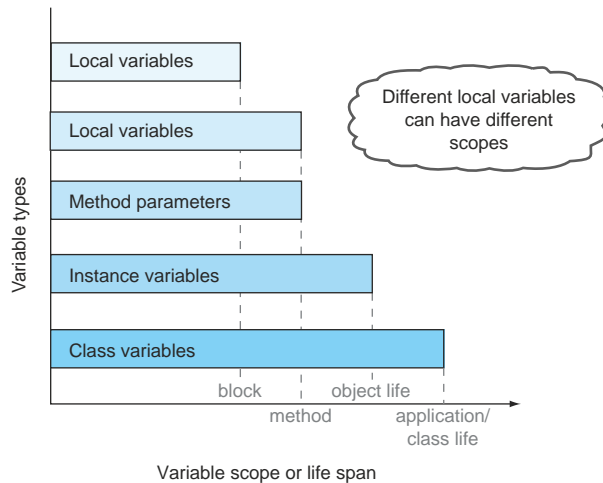 Local variables
Different local variables
can have different
scopes
Local variables
Method parameters
Instance variables
Class variables
Variable types
block
object life
method
application/
class life
Variable scope or life span